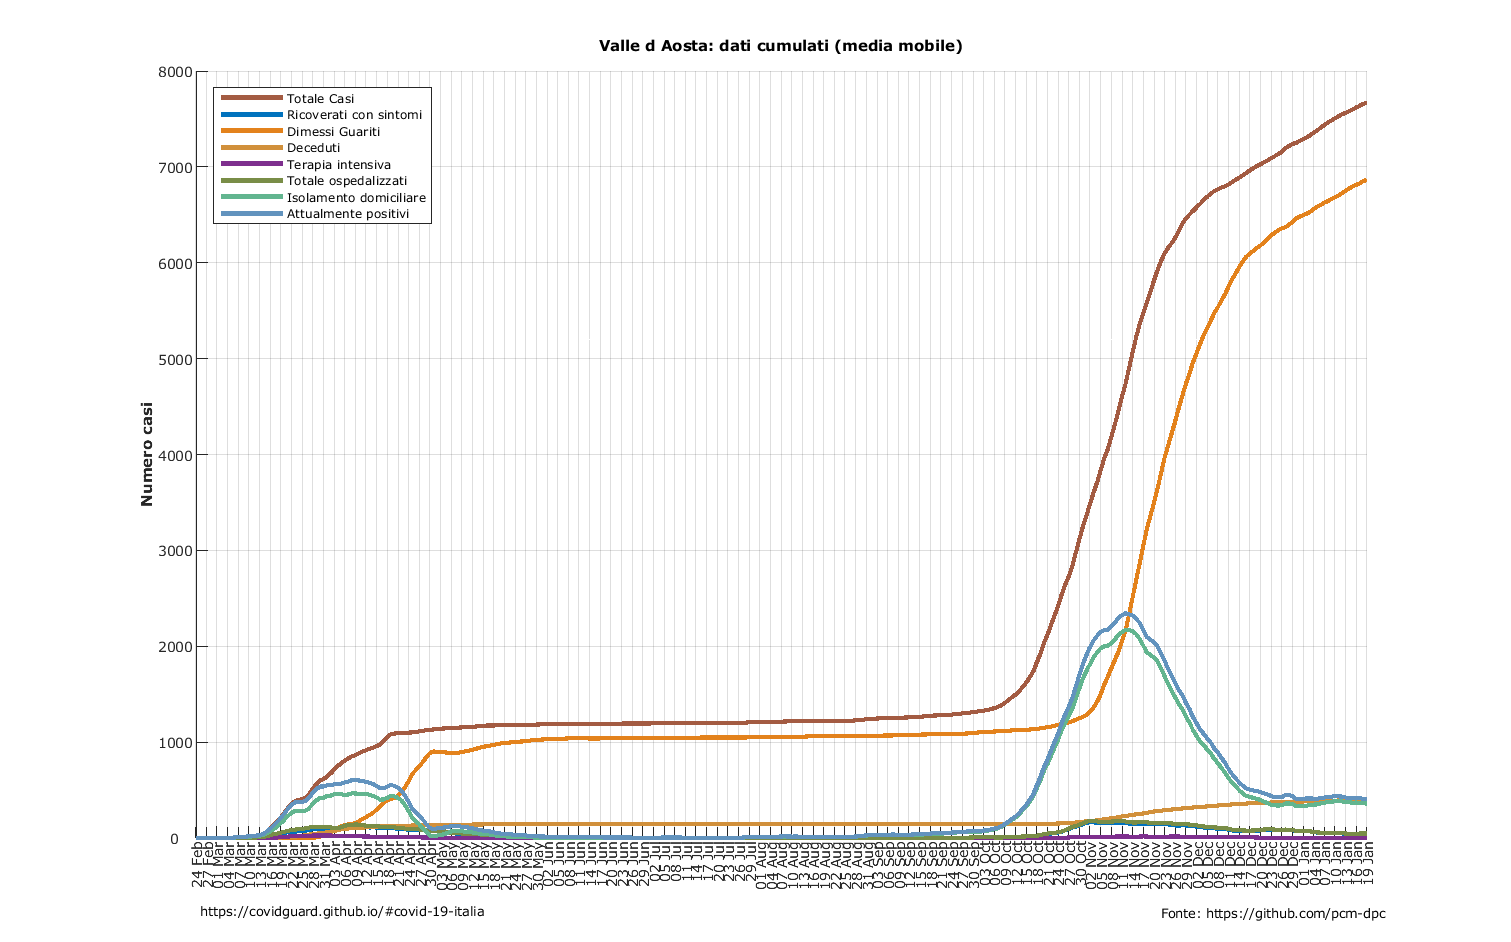 Valle d Aosta: dati cumulati (media mobile)
8000
7000
6000
5000
4000
3000
2000
1000
0
Numero casi
Totale Casi
Ricoverati con sintomi
Dimessi Guariti
Deceduti
Terapia intensiva
Totale ospedalizzati
Isolamento domiciliare
Attualmente positivi
24 Feb
27 Feb
01 Mar
04 Mar
07 Mar
10 Mar
13 Mar
16 Mar
19 Mar
22 Mar
25 Mar
28 Mar
31 Mar
03 Apr
06 Apr
09 Apr
12 Apr
15 Apr
18 Apr
21 Apr
24 Apr
27 Apr
30 Apr
03 May
06 May
09 May
12 May
15 May
18 May
21 May
24 May
27 May
30 May
02 Jun
05 Jun
08 Jun
11 Jun
14 Jun
17 Jun
20 Jun
23 Jun
26 Jun
29 Jun
02 Jul
05 Jul
08 Jul
11 Jul
14 Jul
17 Jul
20 Jul
23 Jul
26 Jul
29 Jul
01 Aug
04 Aug
07 Aug
10 Aug
13 Aug
16 Aug
19 Aug
22 Aug
25 Aug
28 Aug
31 Aug
03 Sep
06 Sep
09 Sep
12 Sep
15 Sep
18 Sep
21 Sep
24 Sep
27 Sep
30 Sep
03 Oct
06 Oct
09 Oct
12 Oct
15 Oct
18 Oct
21 Oct
24 Oct
27 Oct
30 Oct
02 Nov
05 Nov
08 Nov
11 Nov
14 Nov
17 Nov
20 Nov
23 Nov
26 Nov
29 Nov
02 Dec
05 Dec
08 Dec
11 Dec
14 Dec
17 Dec
20 Dec
23 Dec
26 Dec
29 Dec
01 Jan
04 Jan
07 Jan
10 Jan
13 Jan
16 Jan
19 Jan
https://covidguard.github.io/#covid-19-italia
Fonte: https://github.com/pcm-dpc